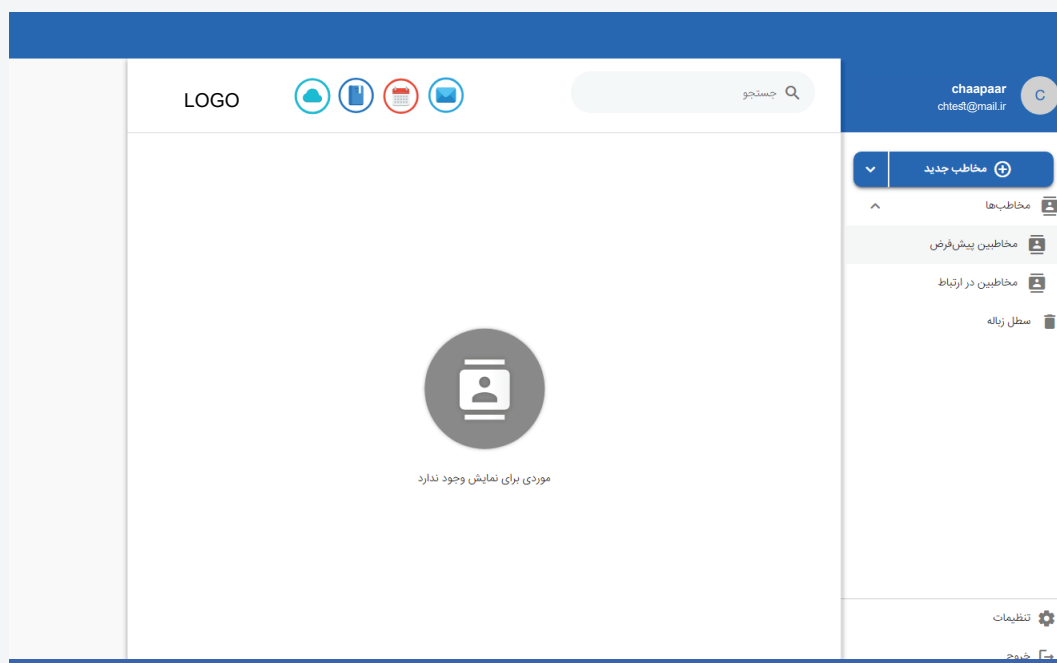 chaapaar
chtest@mail.ir
C
جستجو
LOGO
مخاطب جدید
مخاطب‌ها
مخاطبین پیش‌فرض
مخاطبین در ارتباط
سطل زباله
موردی برای نمایش وجود ندارد
تنظیمات
خروج